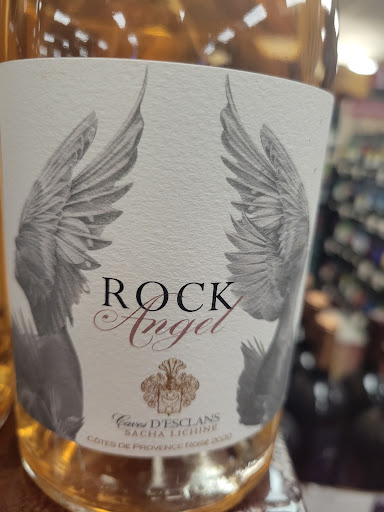 ROCK
Angel
Caves D'ESCLANS
SACHA LICHINE
CÔTES DE PROVENCE ROSÉ 2020